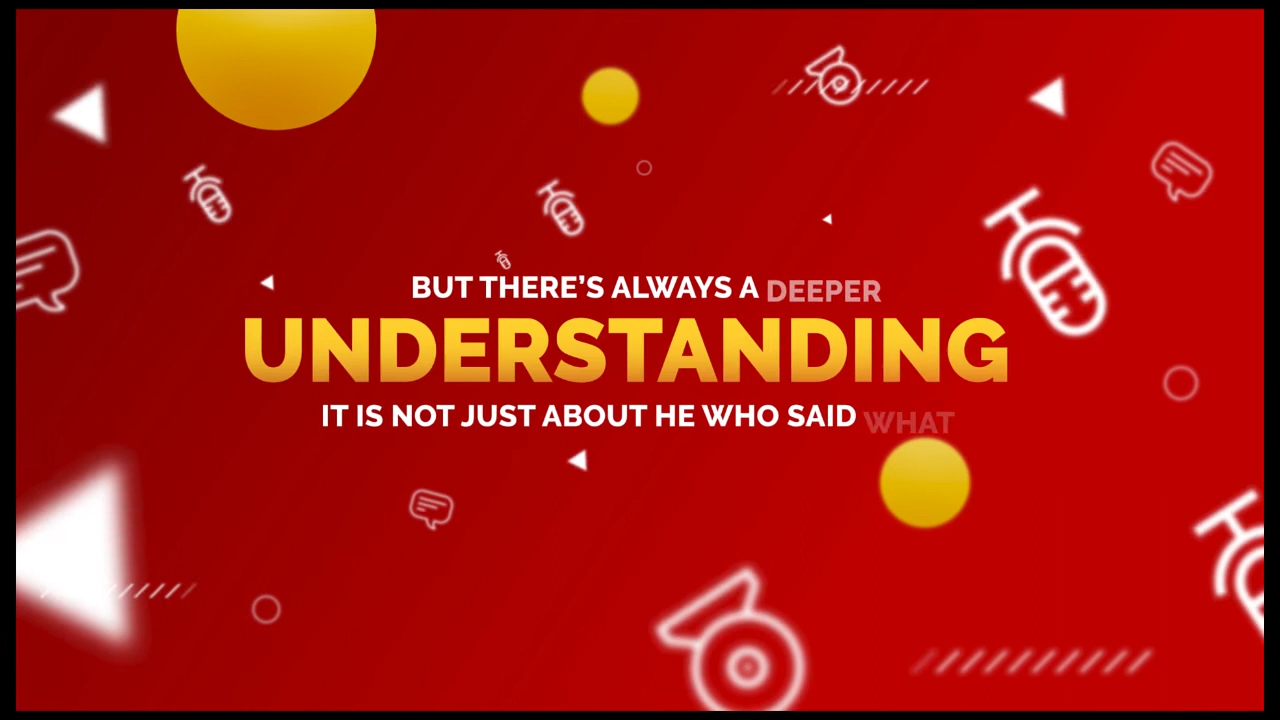 BUT THERE'S ALWAYS A DEEPER
UNDERSTANDING
IT IS NOT JUST ABOUT HE WHO SAID WHAT